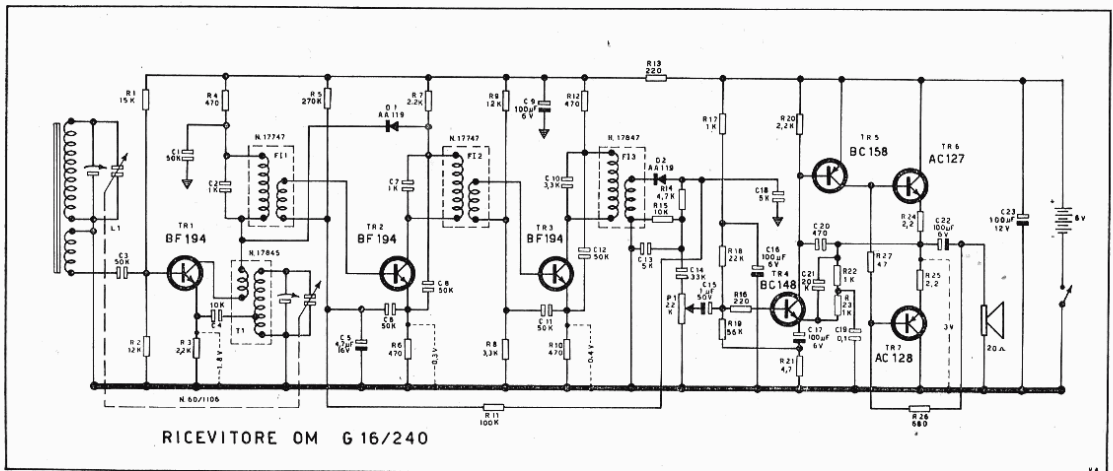 R13
220
R1
15K
R4
470
R5
270K
R7
2.2K
R9
12K
C9
100µF
6V
R12
470
R17
1K
R20
2,2K
TR5
BC158
TR6
AC127
D1
AA119
N.17747
FI1
N.17747
FI2
N.17847
FI3
D2
AA119
R14
4,7K
R15
10K
C18
5K
C1
50K
C2
1K
C7
1K
C10
3,3K
C23
100µF
12V
6V
L1
TR1
BF194
TR2
BF194
TR3
BF194
C3
50K
N.17845
T1
C12
50K
C13
5K
C14
33K
R18
22K
C16
100µF
6V
TR4
BC148
C20
470
C21
20K
R22
1K
R23
1K
R24
2,2
C22
100µF
6V
R27
47
R25
2,2
10K
C4
C8
50K
C6
50K
C11
50K
P1
22K
C15
1µF
50V
R16
220
R19
56K
C17
100µF
6V
C19
0,1
3V
TR7
AC128
20Ω
R2
12K
R3
2,2K
1,8V
C5
4,7µF
16V
R6
470
0,3V
R8
3,3K
R10
470
0,4V
R21
4,7
N.60/1106
R11
100K
R26
680
RICEVITORE OM G 16/240